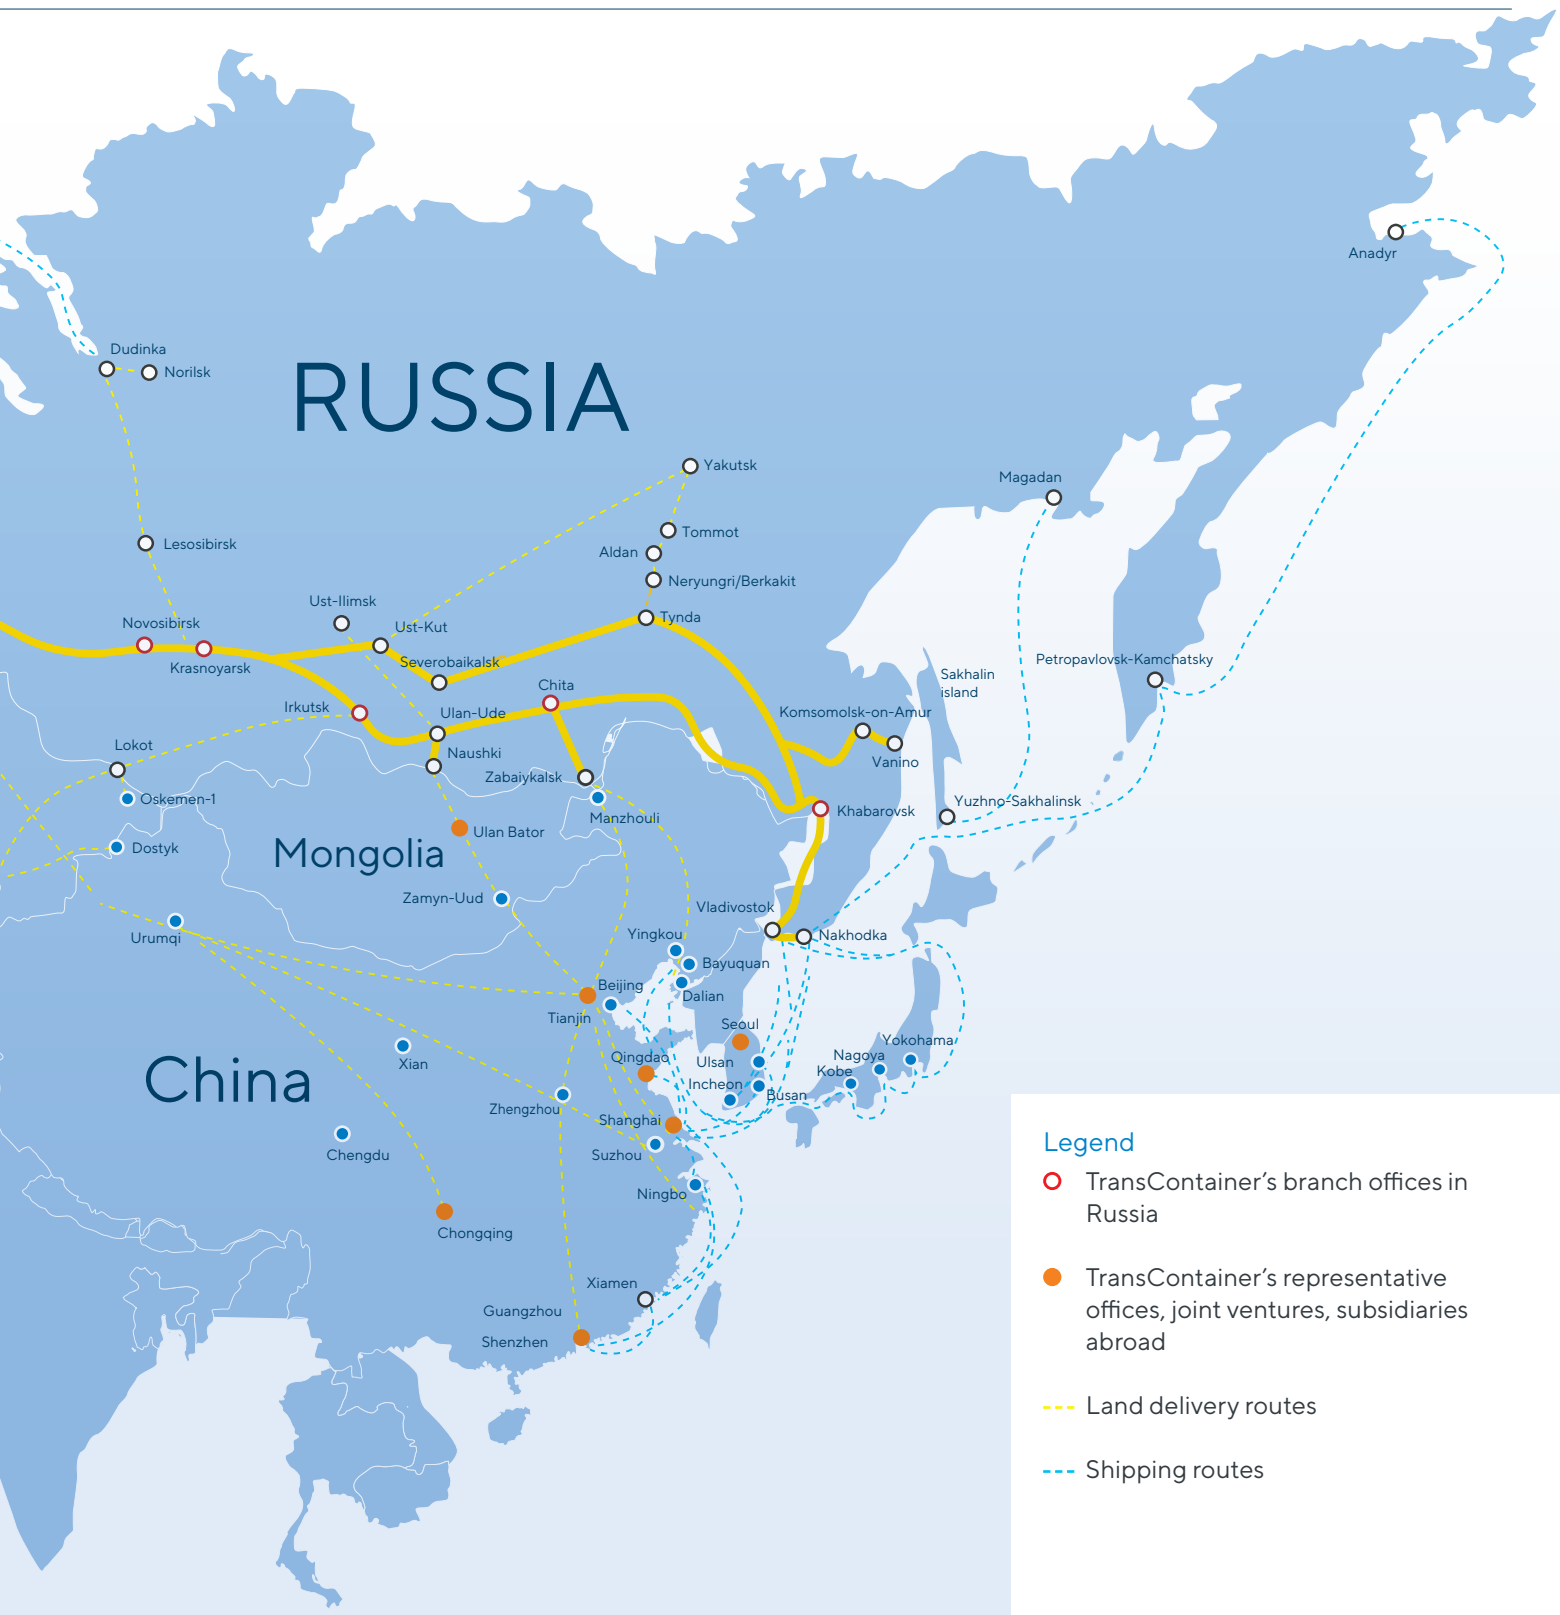 Anadyr
Dudinka
Norilsk
RUSSIA
Yakutsk
Magadan
Tommot
Lesosibirsk
Aldan
Neryungri/Berkakit
Ust-Ilimsk
Tynda
Novosibirsk
Ust-Kut
Krasnoyarsk
Severobaikalsk
Petropavlovsk-Kamchatsky
Sakhalin
island
Chita
Irkutsk
Ulan-Ude
Komsomolsk-on-Amur
Lokot
Naushki
Vanino
Zabaiykalsk
Oskemen-1
Yuzhno-Sakhalinsk
Manzhouli
Khabarovsk
Ulan Bator
Dostyk
Mongolia
Zamyn-Uud
Vladivostok
Urumqi
Yingkou
Nakhodka
Bayuquan
Beijing
Dalian
Tianjin
Seoul
Yokohama
Qingdao
Nagoya
Xian
Ulsan
Kobe
China
Incheon
Busan
Zhengzhou
Shanghai
Chengdu
Suzhou
Ningbo
Chongqing
Xiamen
Guangzhou
Shenzhen
Legend
TransContainer's branch offices in
Russia
TransContainer's representative
offices, joint ventures, subsidiaries
abroad
Land delivery routes
Shipping routes